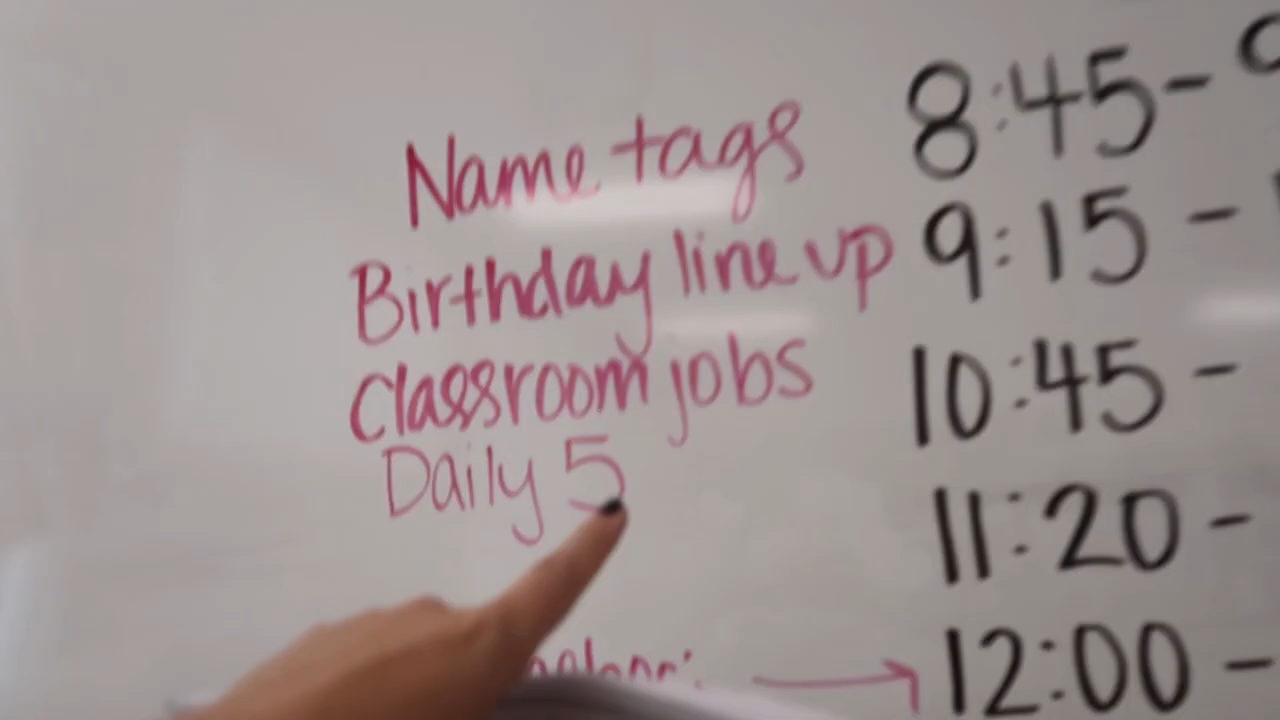 Name tags
Birthday line up
Classroom jobs
Daily 5
8:45-
9:15 -
10:45 -
11:20 -
12:00 -